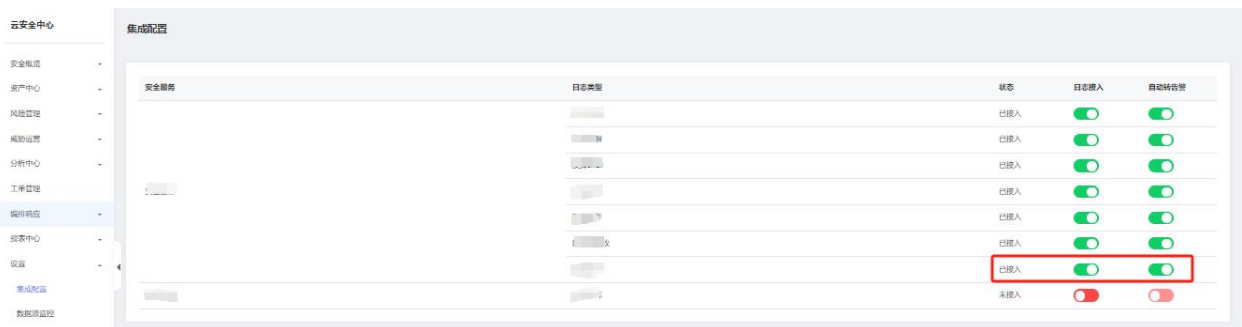 云安全中心
集成配置
安全概览
资产中心
风险管理
威胁运营
分析中心
工单管理
编排响应
报表中心
设置
集成配置
数据源监控
安全服务 日志类型 状态 日志接入 自动转告警
已接入
已接入
已接入
已接入
已接入
已接入
已接入
未接入